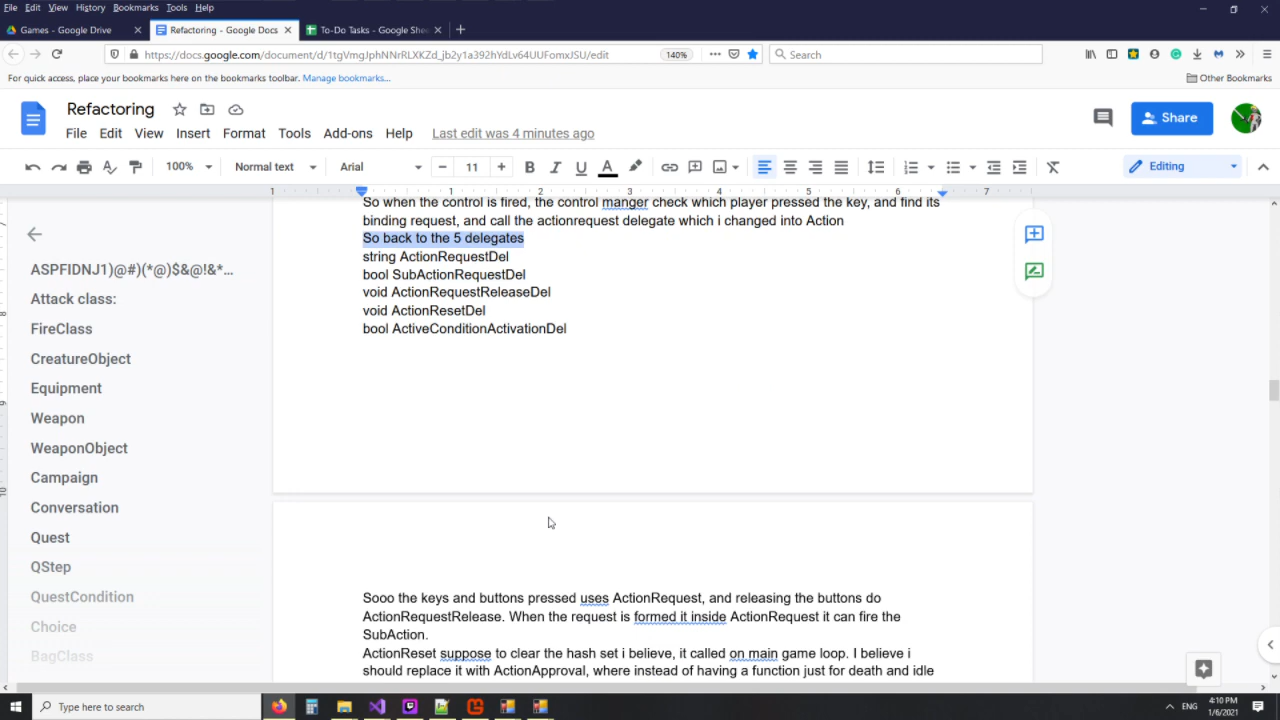 File Edit View History Bookmarks Tools Help
Games - Google Drive
Refactoring - Google Docs
To-Do Tasks - Google She
https://docs.google.com/document/d/1tgVmgJphNNrRLXKZd_jb2y1a392hYdLv64UUFomxJSU/edit
140%
Search
For quick access, place your bookmarks here on the bookmarks toolbar. Manage bookmarks...
Other Bookmarks
Refactoring
File Edit View Insert Format Tools Add-ons Help Last edit was 4 minutes ago
Share
100% Normal text Arial 11 B I U A Editing
1 1 2 3 4 5 6 7
So when the control is fired, the control manger check which player pressed the key, and find its
binding request, and call the actionrequest delegate which i changed into Action
So back to the 5 delegates
string ActionRequestDel
bool SubActionRequestDel
void ActionRequestReleaseDel
void ActionResetDel
bool ActiveConditionActivationDel
ASPFIDNJ1)@#)(*@)$&@!&*...
Attack class:
FireClass
CreatureObject
Equipment
Weapon
WeaponObject
Campaign
Conversation
Quest
QStep
QuestCondition
Choice
BagClass
Sooo the keys and buttons pressed uses ActionRequest, and releasing the buttons do
ActionRequestRelease. When the request is formed it inside ActionRequest it can fire the
SubAction.
ActionReset suppose to clear the hash set i believe, it called on main game loop. I believe i
should replace it with ActionApproval, where instead of having a function just for death and idle
Type here to search
ENG
4:10 PM
1/6/2021